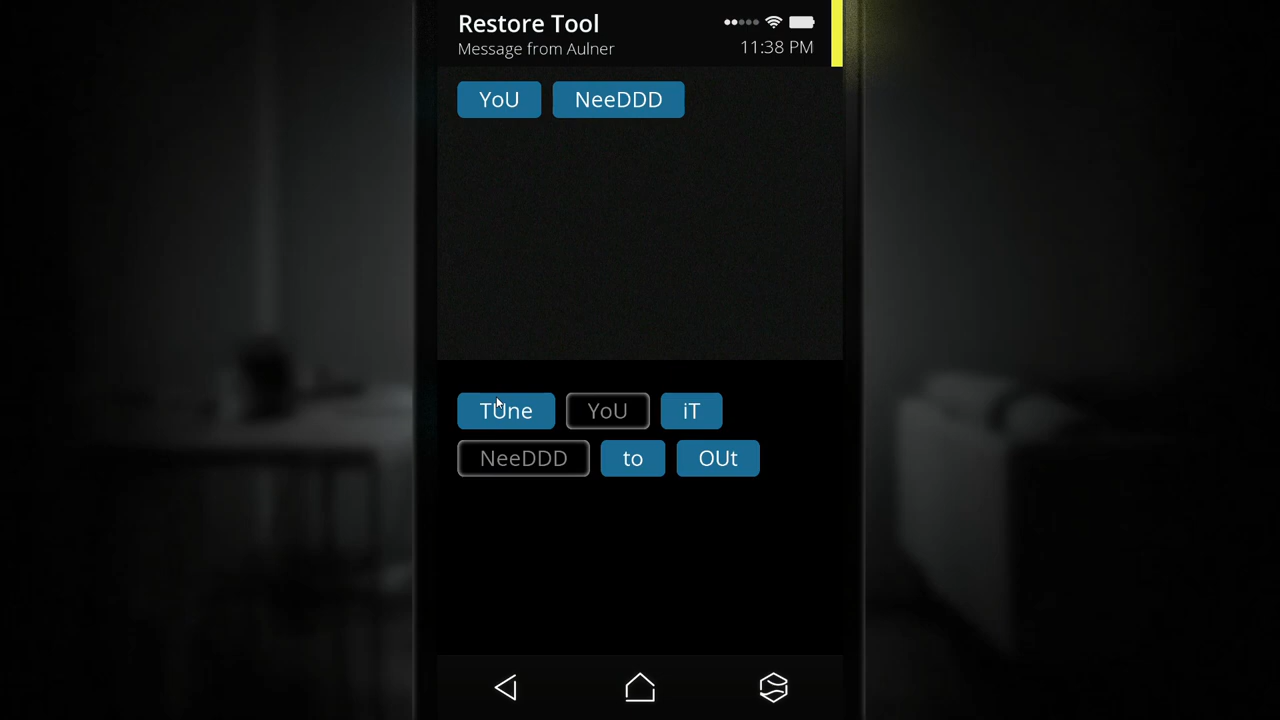 Restore Tool
Message from Aulner
11:38 PM
YoU NeeDDD
TUne YoU iT
NeeDDD to OUt